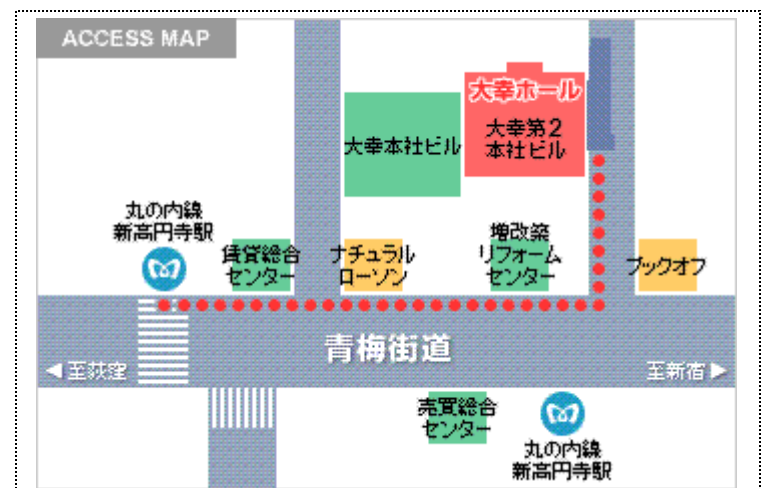 ACCESS MAP
大幸ホール
大幸第2
本社ビル
大幸本社ビル
丸の内線
新高円寺駅
賃貸総合
センター
ナチュラル
ローソン
増改築
リフォーム
センター
ブックオフ
青梅街道
◀至荻窪
至新宿▶
売買総合
センター
丸の内線
新高円寺駅